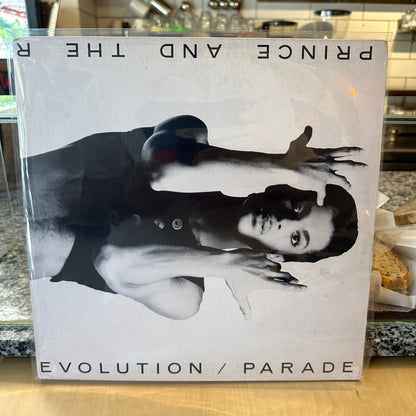 PRINCE AND THE R
EVOLUTION / PARADE